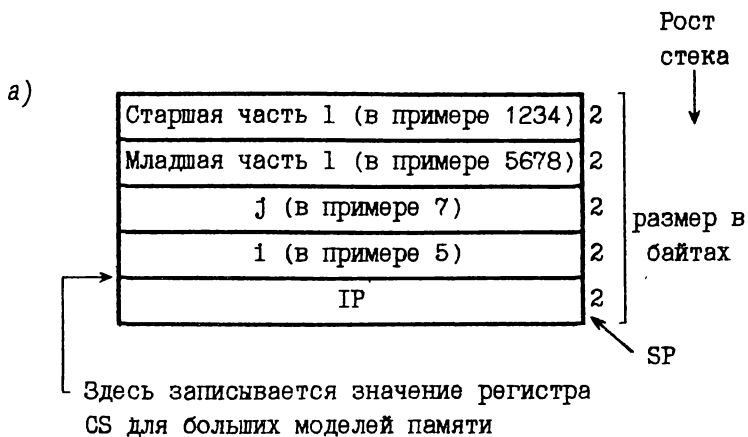 Рост
стека
а)
Старшая часть l (в примере 1234) 2
Младшая часть l (в примере 5678) 2
j (в примере 7) 2
i (в примере 5) 2
IP 2
размер в
байтах
SP
Здесь записывается значение регистра
CS для больших моделей памяти